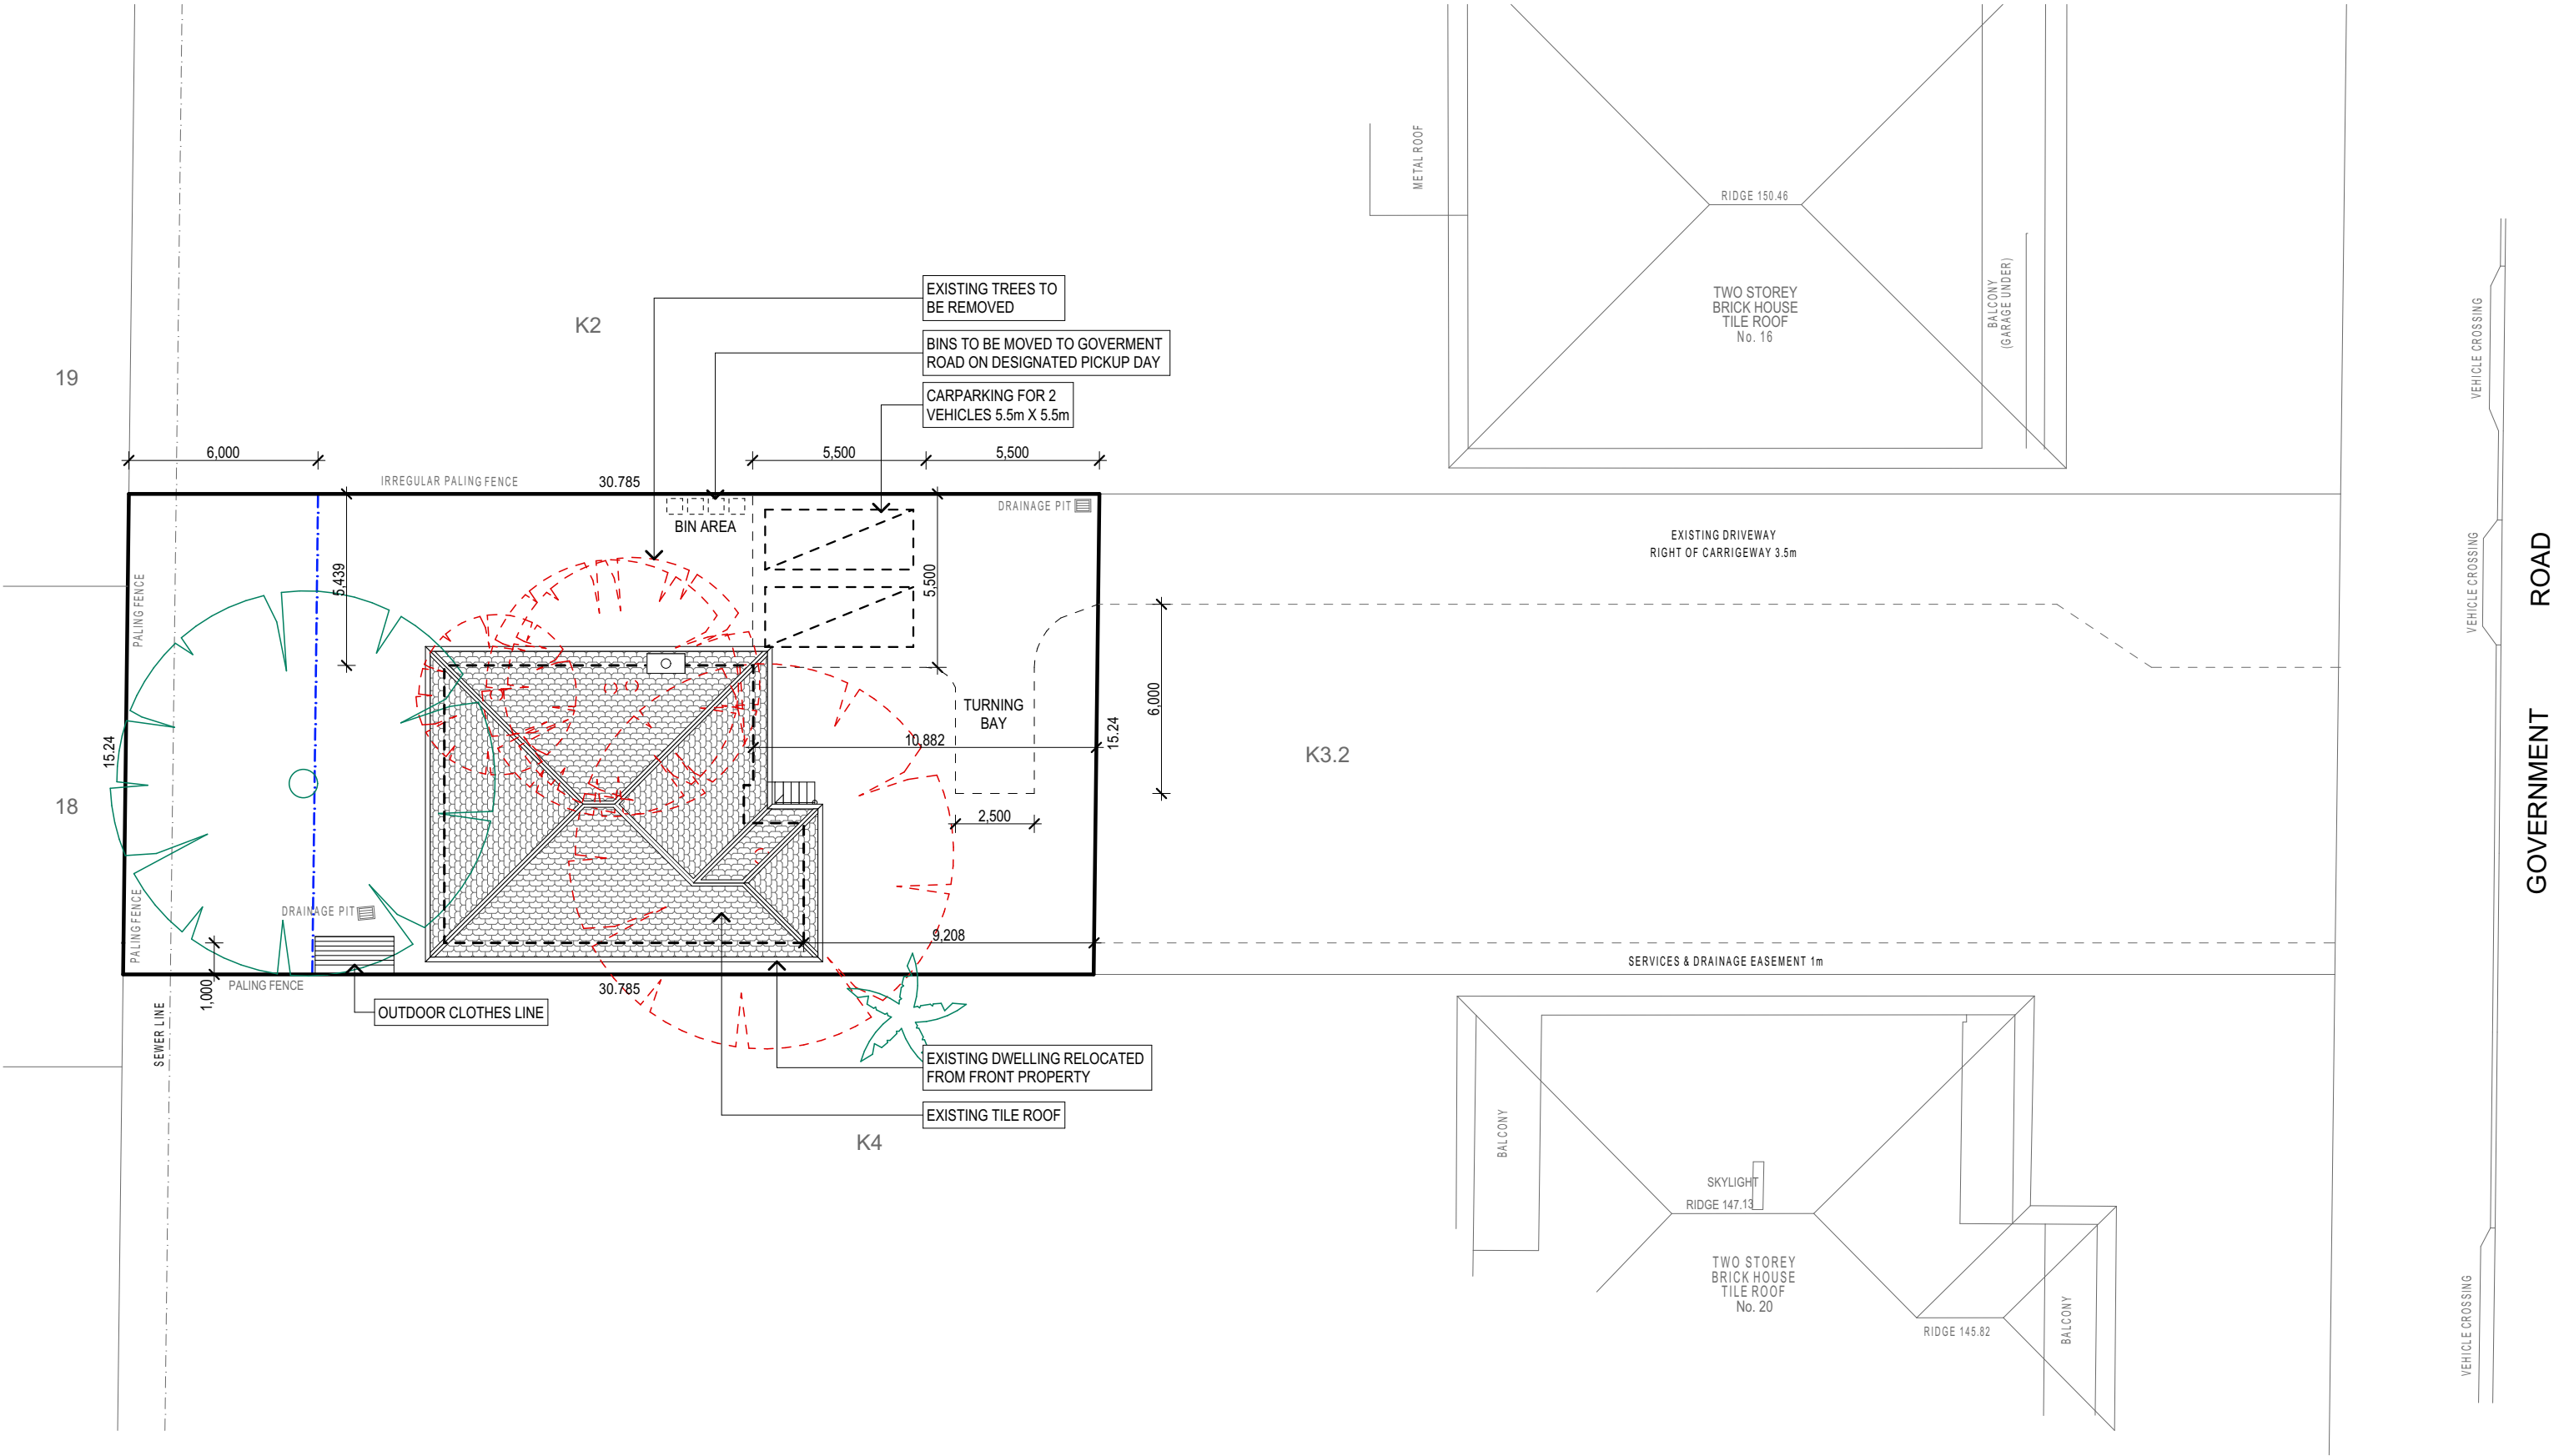 METAL ROOF
RIDGE 150.46
TWO STOREY
BRICK HOUSE
TILE ROOF
No. 16
BALCONY
(GARAGE UNDER)
VEHICLE CROSSING
EXISTING TREES TO
BE REMOVED
K2
BINS TO BE MOVED TO GOVERMENT
ROAD ON DESIGNATED PICKUP DAY
19
CARPARKING FOR 2
VEHICLES 5.5m X 5.5m
6,000
5,500
5,500
IRREGULAR PALING FENCE
30.785
DRAINAGE PIT
BIN AREA
EXISTING DRIVEWAY
RIGHT OF CARRIGEWAY 3.5m
VEHICLE CROSSING
ROAD
PALING FENCE
5,439
5,500
6,000
TURNING
BAY
15.24
10,882
15.24
K3.2
GOVERNMENT
18
2,500
PALING FENCE
DRAINAGE PIT
9,208
SERVICES & DRAINAGE EASEMENT 1m
1,000
PALING FENCE
30.785
OUTDOOR CLOTHES LINE
SEWER LINE
EXISTING DWELLING RELOCATED
FROM FRONT PROPERTY
EXISTING TILE ROOF
K4
BALCONY
SKYLIGHT
RIDGE 147.13
TWO STOREY
BRICK HOUSE
TILE ROOF
No. 20
RIDGE 145.82
BALCONY
VEHICLE CROSSING